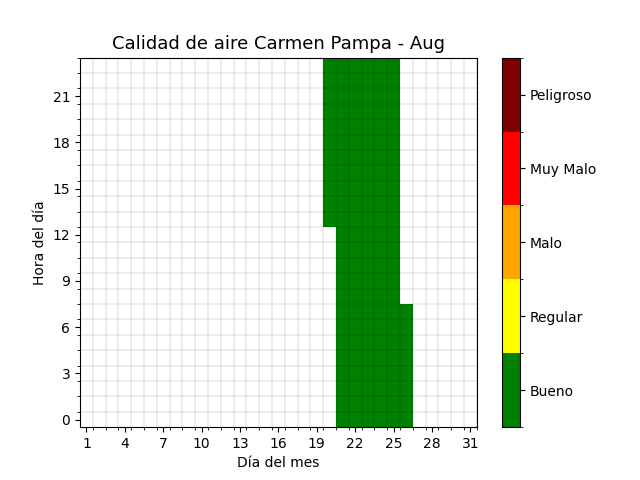 Calidad de aire Carmen Pampa - Aug
Hora del día
21
18
15
12
9
6
3
0
1 4 7 10 13 16 19 22 25 28 31
Día del mes
Peligroso
Muy Malo
Malo
Regular
Bueno